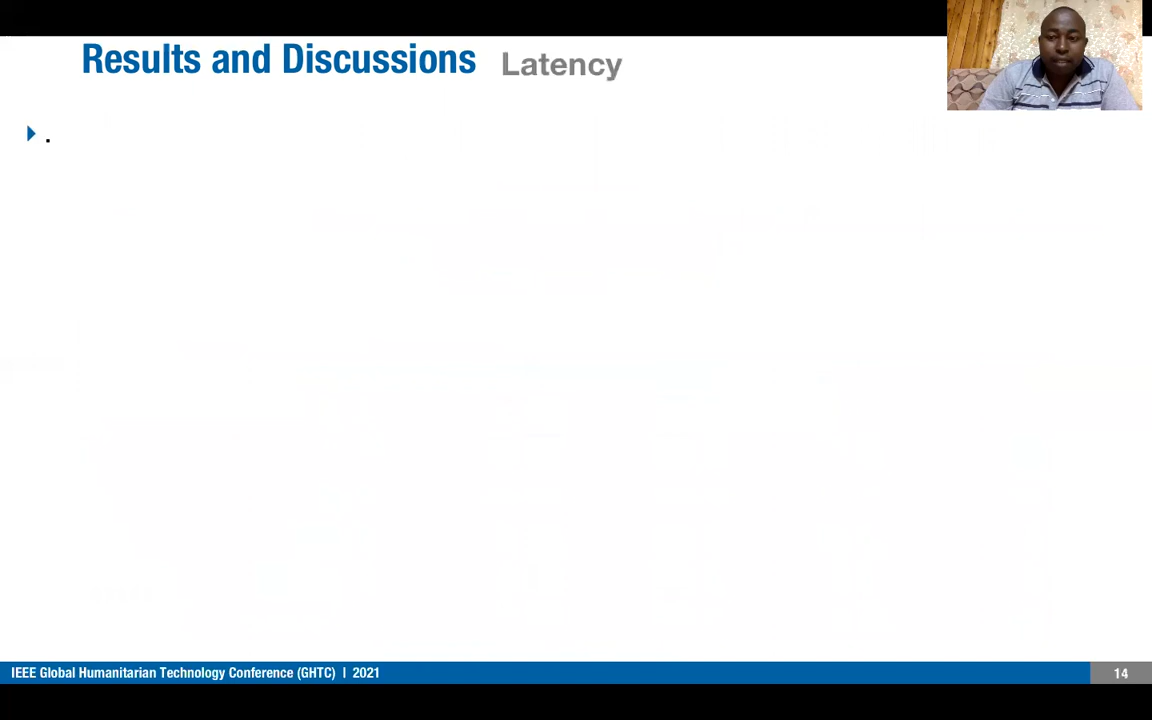 Results and Discussions Latency
.
IEEE Global Humanitarian Technology Conference (GHTC) | 2021
14